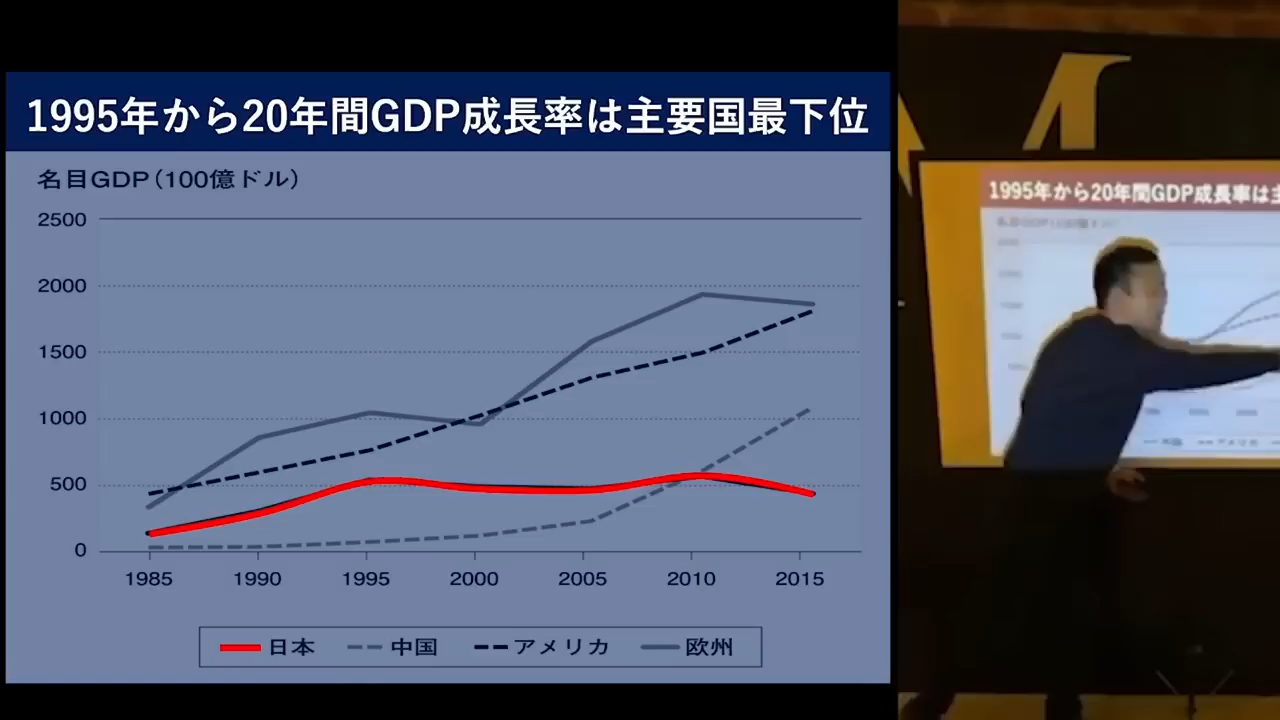 1995年から20年間GDP成長率は主要国最下位
名目GDP(100億ドル)
2500
2000
1500
1000
500
0
1985 1990 1995 2000 2005 2010 2015
日本 中国 アメリカ 欧州
1995年から20年間GDP成長率は主